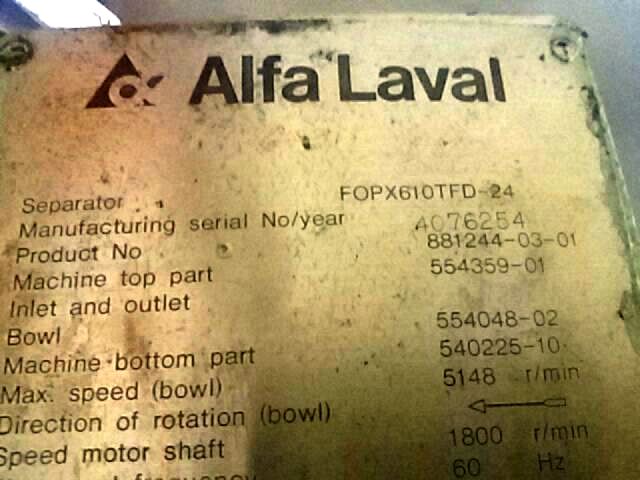 Alfa Laval
Separator FOPX610TFD-24
Manufacturing serial No/year 4076254
Product No 881244-03-01
Machine top part 554359-01
Inlet and outlet
Bowl 554048-02
Machine bottom part 540225-10
Max. speed (bowl) 5148 r/min
Direction of rotation (bowl)
Speed motor shaft 1800 r/min
frequency 60 Hz